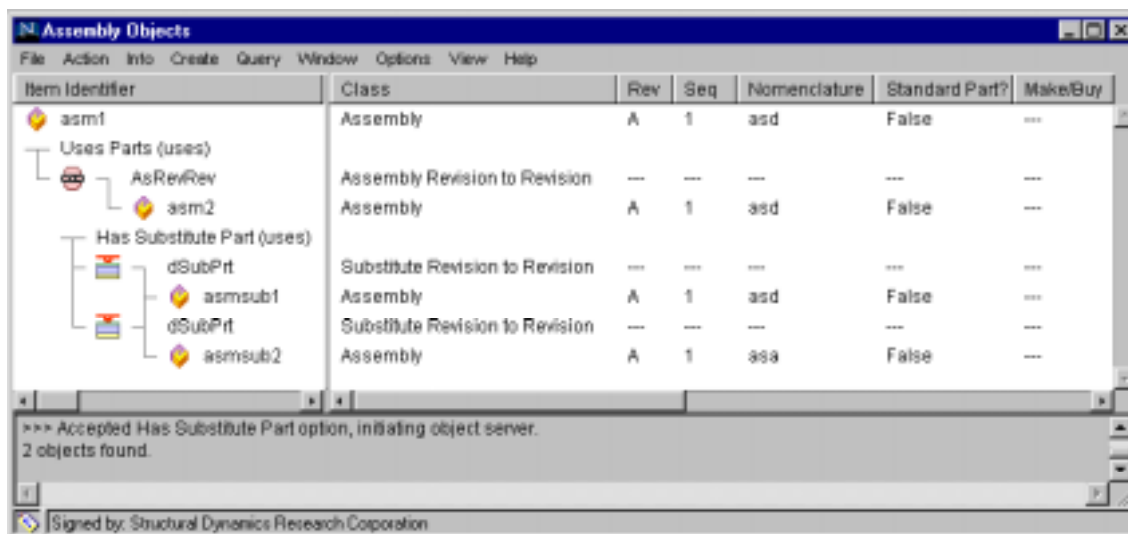 Assembly Objects
File Action Info Create Query Window Options View Help
Item Identifier Class Rev Seq Nomenclature Standard Part? Make/Buy
asm1 Assembly A 1 asd False ---
Uses Parts (uses)
AsRevRev Assembly Revision to Revision --- --- --- --- ---
asm2 Assembly A 1 asd False ---
Has Substitute Part (uses)
dSubPrt Substitute Revision to Revision --- --- --- --- ---
asmsub1 Assembly A 1 asd False ---
dSubPrt Substitute Revision to Revision --- --- --- --- ---
asmsub2 Assembly A 1 asa False ---
>>> Accepted Has Substitute Part option, initiating object server.
2 objects found.
Signed by: Structural Dynamics Research Corporation